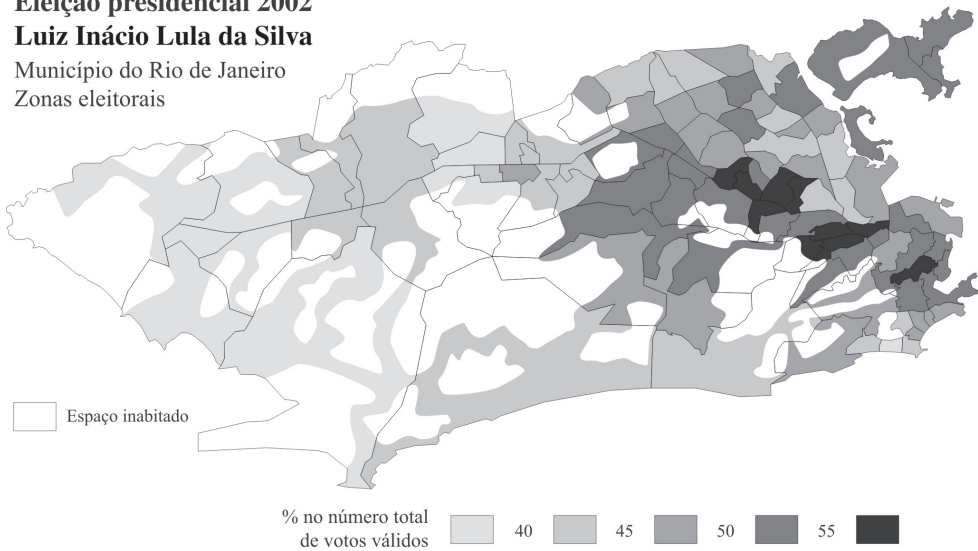 Eleição presidencial 2002
Luiz Inácio Lula da Silva
Município do Rio de Janeiro
Zonas eleitorais
Espaço inabitado
% no número total
de votos válidos
40 45 50 55